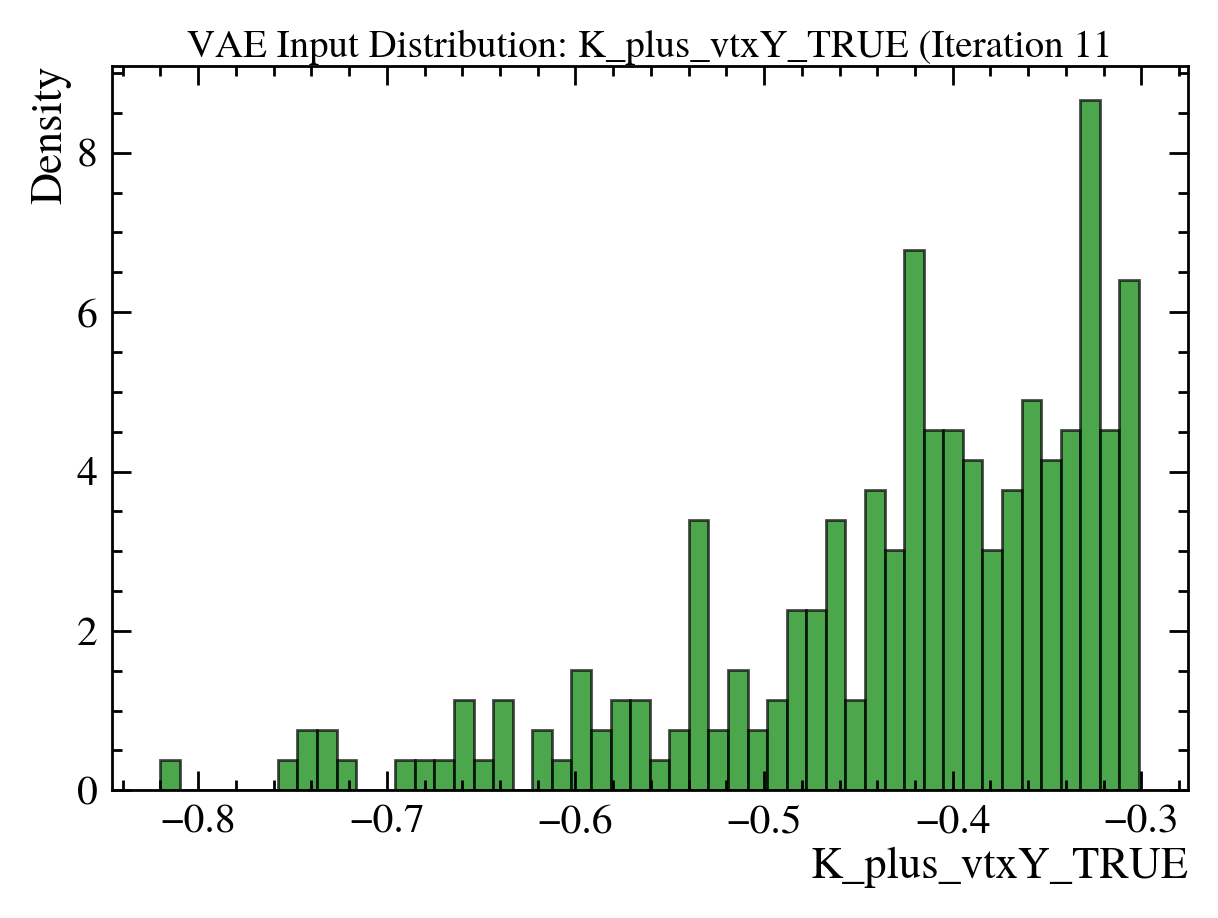 VAE Input Distribution: K_plus_vtxY_TRUE (Iteration 11
Density
8
6
4
2
0
−0.8 −0.7 −0.6 −0.5 −0.4 −0.3
K_plus_vtxY_TRUE